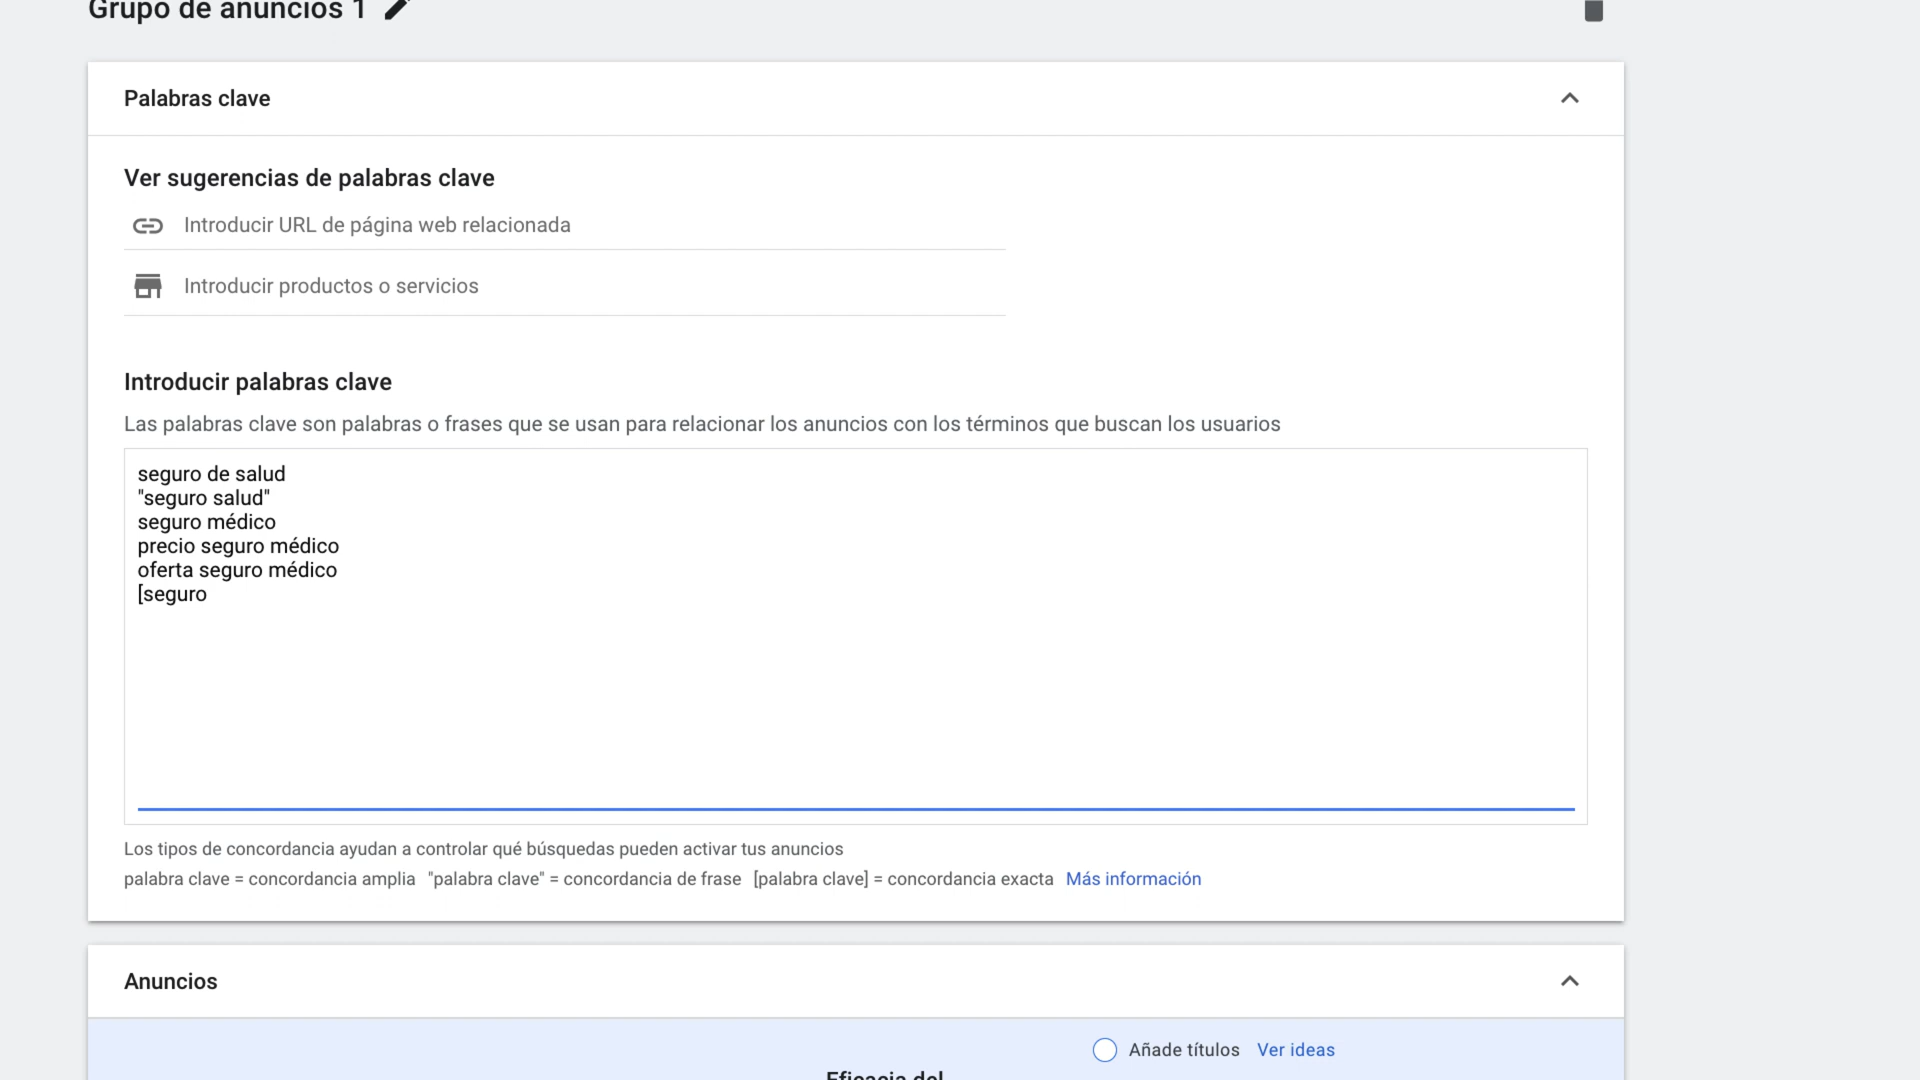 Grupo de anuncios 1
Palabras clave
Ver sugerencias de palabras clave
Introducir URL de página web relacionada
Introducir productos o servicios
Introducir palabras clave
Las palabras clave son palabras o frases que se usan para relacionar los anuncios con los términos que buscan los usuarios
seguro de salud
"seguro salud"
seguro médico
precio seguro médico
oferta seguro médico
[seguro
Los tipos de concordancia ayudan a controlar qué búsquedas pueden activar tus anuncios
palabra clave = concordancia amplia "palabra clave" = concordancia de frase [palabra clave] = concordancia exacta Más información
Anuncios
Añade títulos Ver ideas
Eficacia del